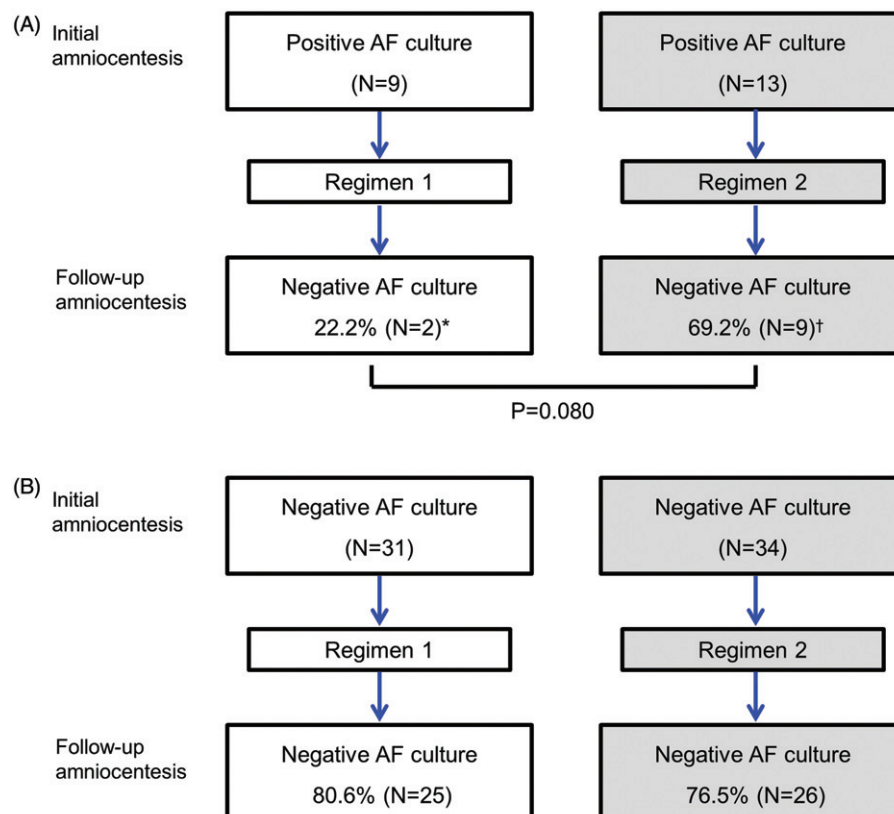 (A)
Initial
amniocentesis
Positive AF culture
(N=9)
Positive AF culture
(N=13)
Regimen 1
Regimen 2
Follow-up
amniocentesis
Negative AF culture
22.2% (N=2)*
Negative AF culture
69.2% (N=9)†
P=0.080
(B)
Initial
amniocentesis
Negative AF culture
(N=31)
Negative AF culture
(N=34)
Regimen 1
Regimen 2
Follow-up
amniocentesis
Negative AF culture
80.6% (N=25)
Negative AF culture
76.5% (N=26)